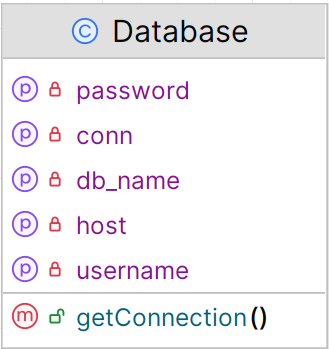 C Database
p password
p conn
p db_name
p host
p username
m getConnection()